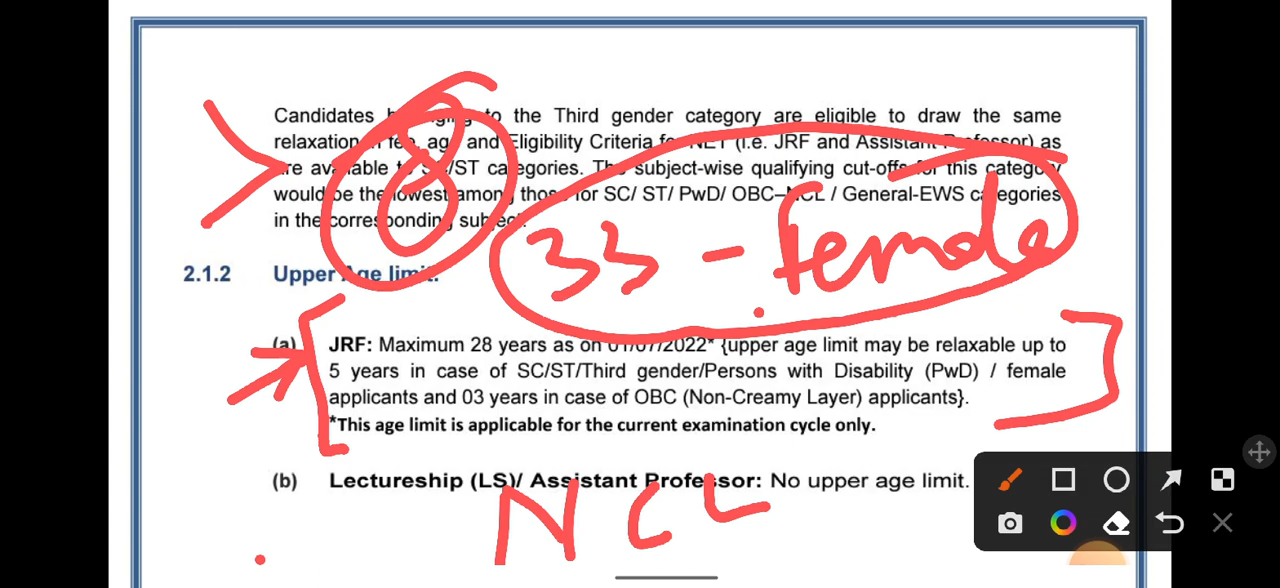 Candidates belonging to the Third gender category are eligible to draw the same
relaxation in fee, age and Eligibility Criteria for NET (i.e. JRF and Assistant Professor) as
are available to SC/ST categories. The subject-wise qualifying cut-offs for this category
would be the lowest among those for SC/ ST/ PwD/ OBC–NCL / General-EWS categories
in the corresponding subject.
8
33 - female
2.1.2 Upper Age limit:
(a) JRF: Maximum 28 years as on 01/07/2022* {upper age limit may be relaxable up to
5 years in case of SC/ST/Third gender/Persons with Disability (PwD) / female
applicants and 03 years in case of OBC (Non-Creamy Layer) applicants}.
*This age limit is applicable for the current examination cycle only.
(b) Lectureship (LS)/ Assistant Professor: No upper age limit.
NCL